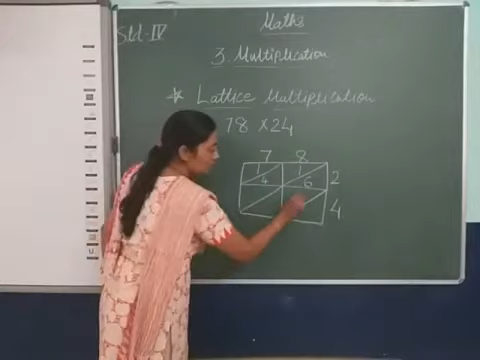 Maths
Std-IV
3. Multiplication
* Lattice Multiplication
78 × 24
7 8
1 1 2
4 6
4